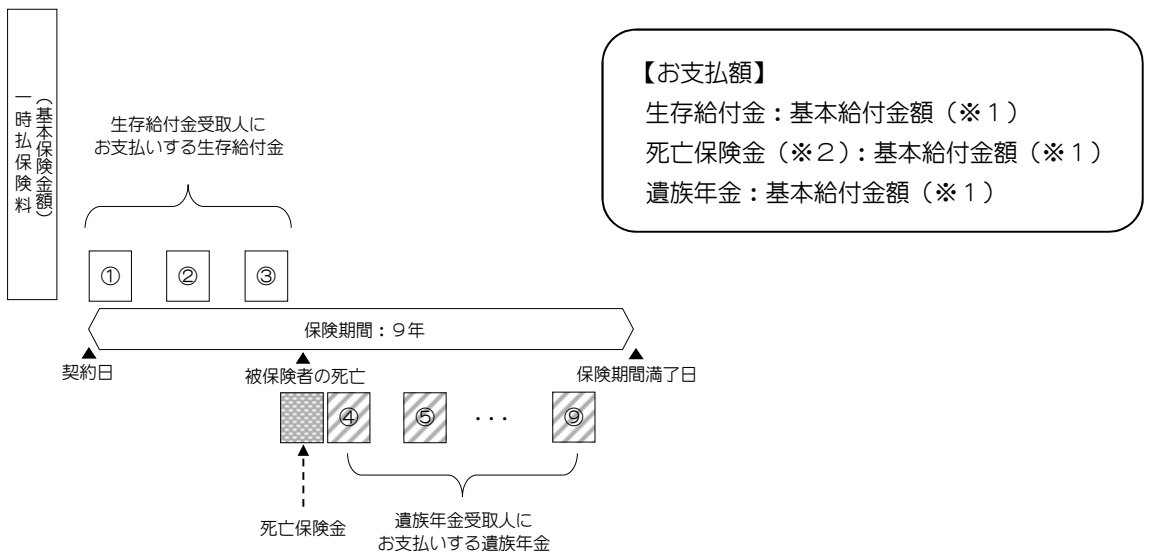 一時払保険料
（基本保険金額）
生存給付金受取人に
お支払いする生存給付金
【お支払額】
生存給付金：基本給付金額（※１）
死亡保険金（※２）：基本給付金額（※１）
遺族年金：基本給付金額（※１）
①
②
③
保険期間：９年
契約日
被保険者の死亡
保険期間満了日
④
⑤
･･･
⑨
死亡保険金
遺族年金受取人に
お支払いする遺族年金